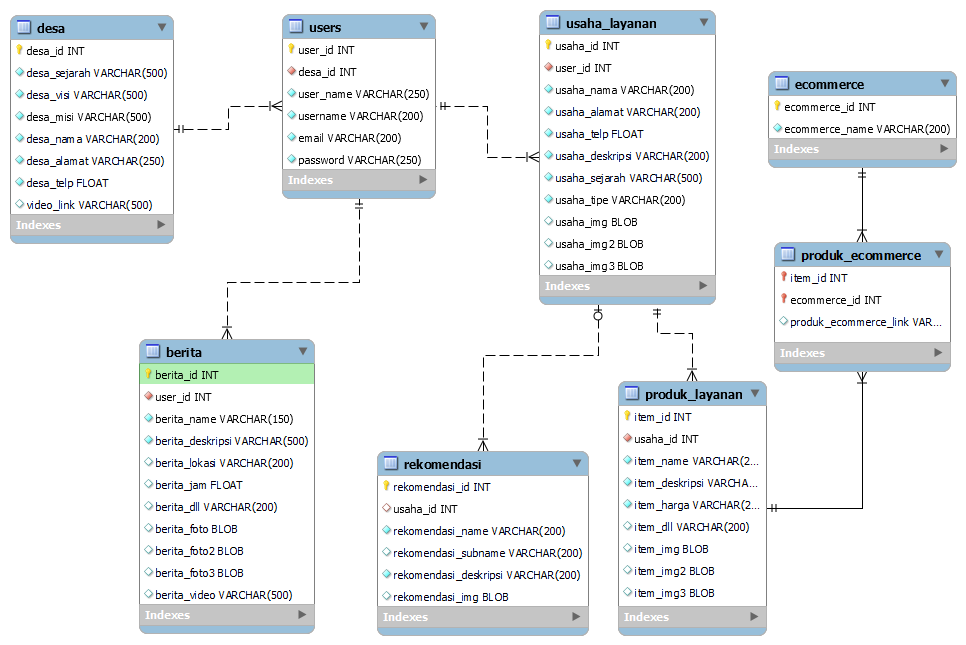 desa
desa_id INT
desa_sejarah VARCHAR(500)
desa_visi VARCHAR(500)
desa_misi VARCHAR(500)
desa_nama VARCHAR(200)
desa_alamat VARCHAR(250)
desa_telp FLOAT
video_link VARCHAR(500)
Indexes
users
user_id INT
desa_id INT
user_name VARCHAR(250)
username VARCHAR(200)
email VARCHAR(200)
password VARCHAR(250)
Indexes
usaha_layanan
usaha_id INT
user_id INT
usaha_nama VARCHAR(200)
usaha_alamat VARCHAR(200)
usaha_telp FLOAT
usaha_deskripsi VARCHAR(200)
usaha_sejarah VARCHAR(500)
usaha_tipe VARCHAR(200)
usaha_img BLOB
usaha_img2 BLOB
usaha_img3 BLOB
Indexes
ecommerce
ecommerce_id INT
ecommerce_name VARCHAR(200)
Indexes
produk_ecommerce
item_id INT
ecommerce_id INT
produk_ecommerce_link VAR...
Indexes
berita
berita_id INT
user_id INT
berita_name VARCHAR(150)
berita_deskripsi VARCHAR(500)
berita_lokasi VARCHAR(200)
berita_jam FLOAT
berita_dll VARCHAR(200)
berita_foto BLOB
berita_foto2 BLOB
berita_foto3 BLOB
berita_video VARCHAR(500)
Indexes
rekomendasi
rekomendasi_id INT
usaha_id INT
rekomendasi_name VARCHAR(200)
rekomendasi_subname VARCHAR(200)
rekomendasi_deskripsi VARCHAR(200)
rekomendasi_img BLOB
Indexes
produk_layanan
item_id INT
usaha_id INT
item_name VARCHAR(2...
item_deskripsi VARCHA...
item_harga VARCHAR(2...
item_dll VARCHAR(200)
item_img BLOB
item_img2 BLOB
item_img3 BLOB
Indexes